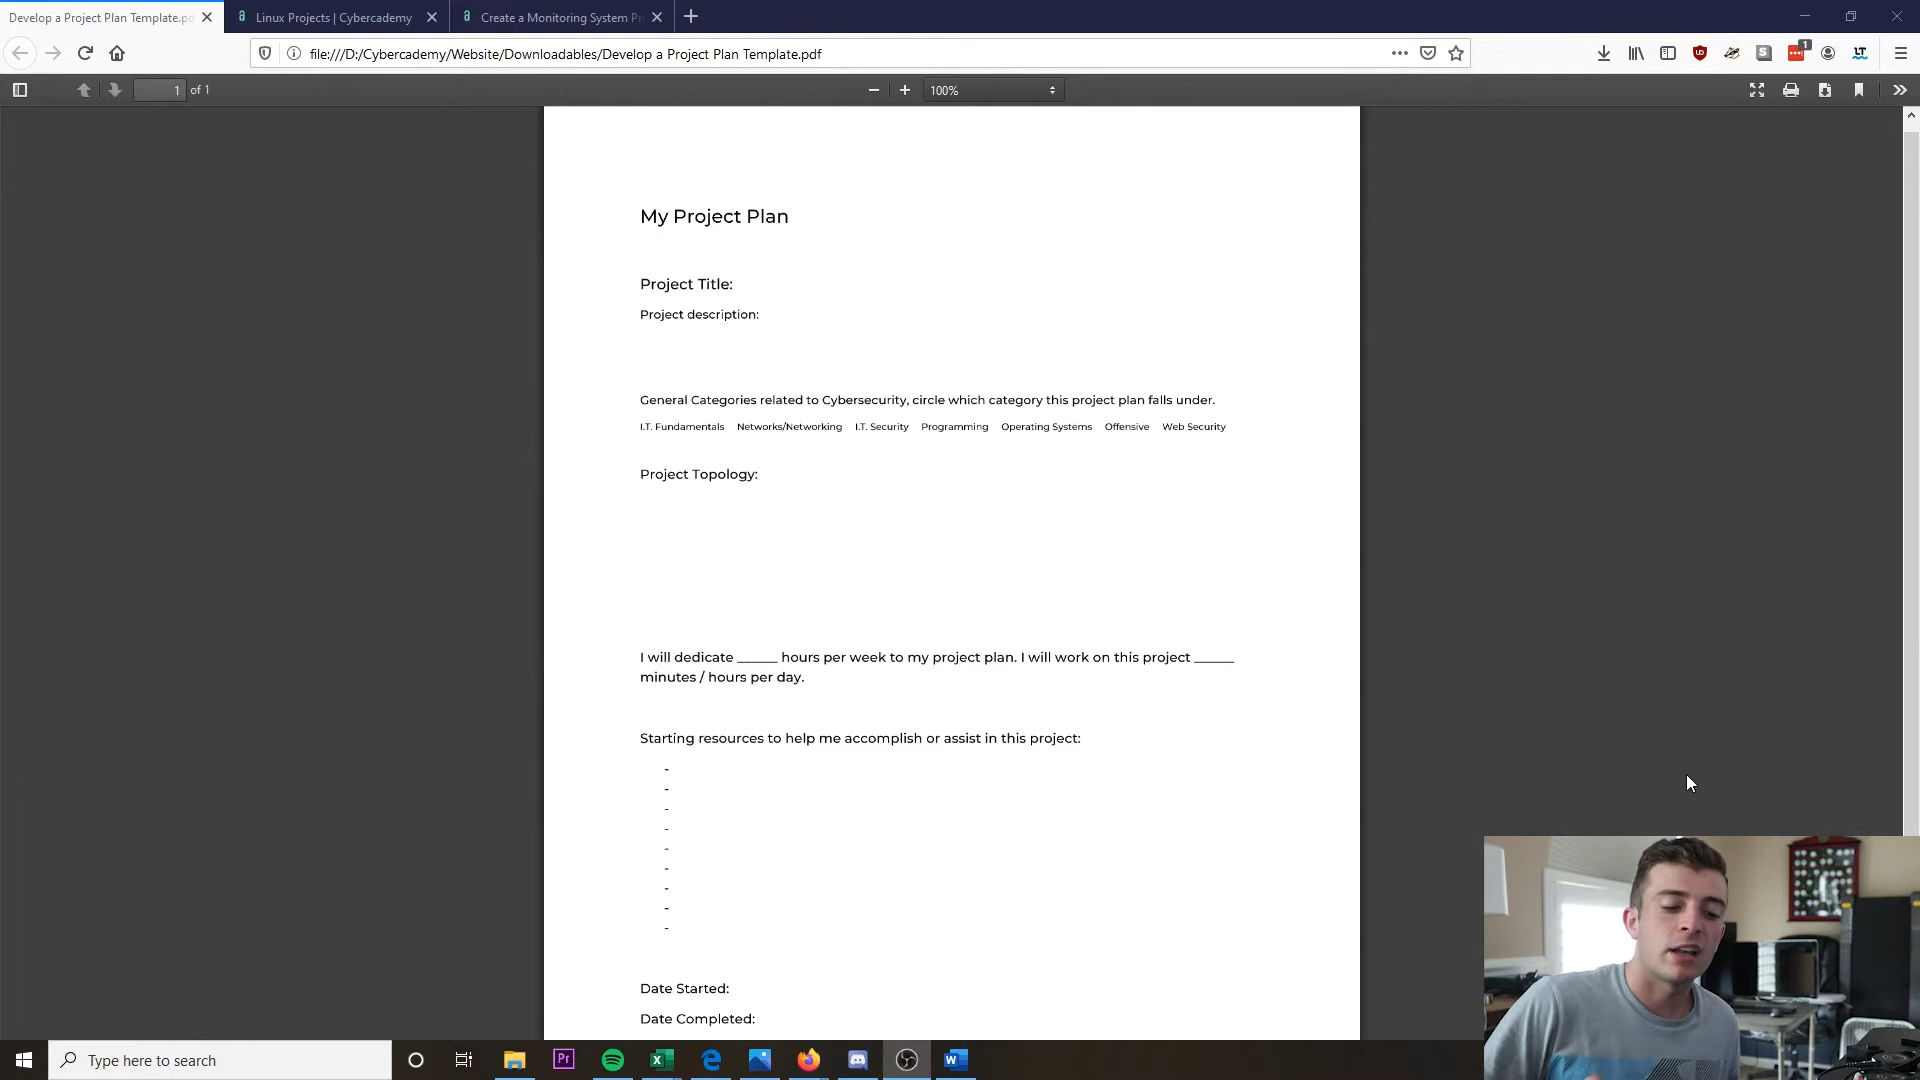 Develop a Project Plan Template.pd
Linux Projects | Cybercademy
Create a Monitoring System Pr
file:///D:/Cybercademy/Website/Downloadables/Develop a Project Plan Template.pdf
1
1 of 1
100%
My Project Plan
Project Title:
Project description:
General Categories related to Cybersecurity, circle which category this project plan falls under.
I.T. Fundamentals Networks/Networking I.T. Security Programming Operating Systems Offensive Web Security
Project Topology:
I will dedicate ______ hours per week to my project plan. I will work on this project ______
minutes / hours per day.
Starting resources to help me accomplish or assist in this project:
-
-
-
-
-
-
-
-
-
Date Started:
Date Completed:
Type here to search